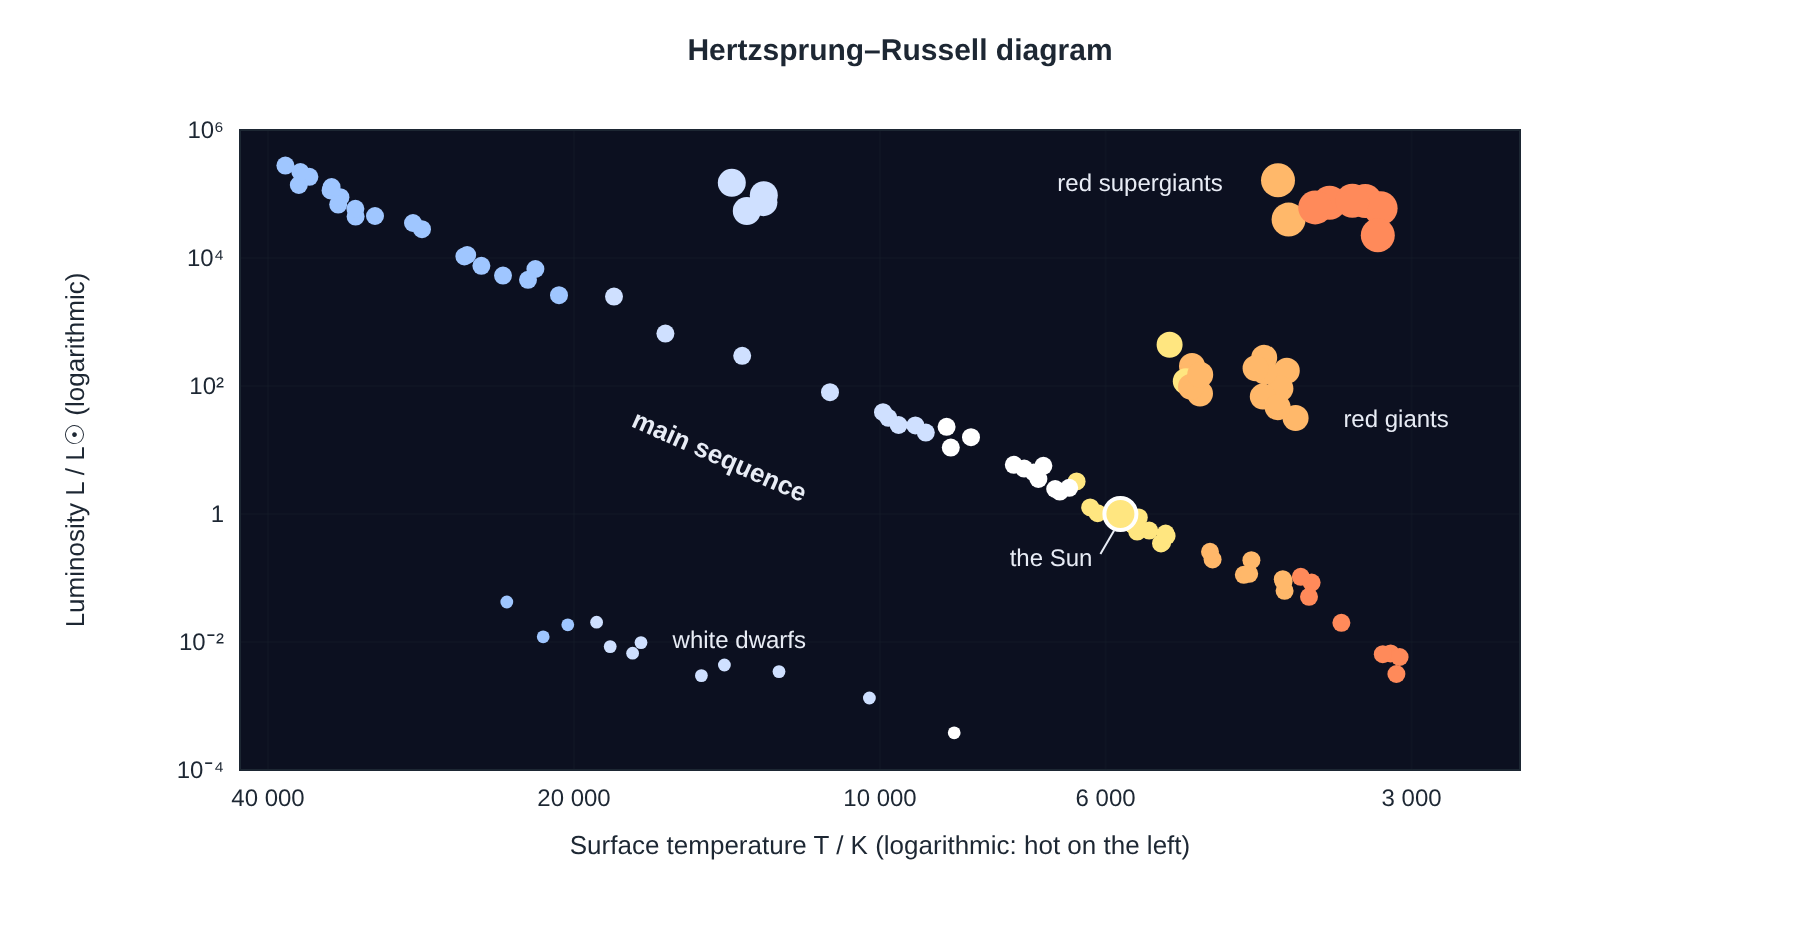 Hertzsprung–Russell diagram
10⁶
10⁴
10²
1
10⁻²
10⁻⁴
Luminosity L / L☉ (logarithmic)
red supergiants
red giants
main sequence
the Sun
white dwarfs
40 000
20 000
10 000
6 000
3 000
Surface temperature T / K (logarithmic: hot on the left)